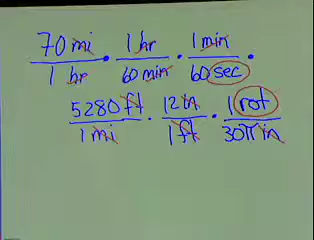 70 mi / 1 hr · 1 hr / 60 min · 1 min / 60 sec ·
5280 ft / 1 mi · 12 in / 1 ft · 1 rot / 30π in